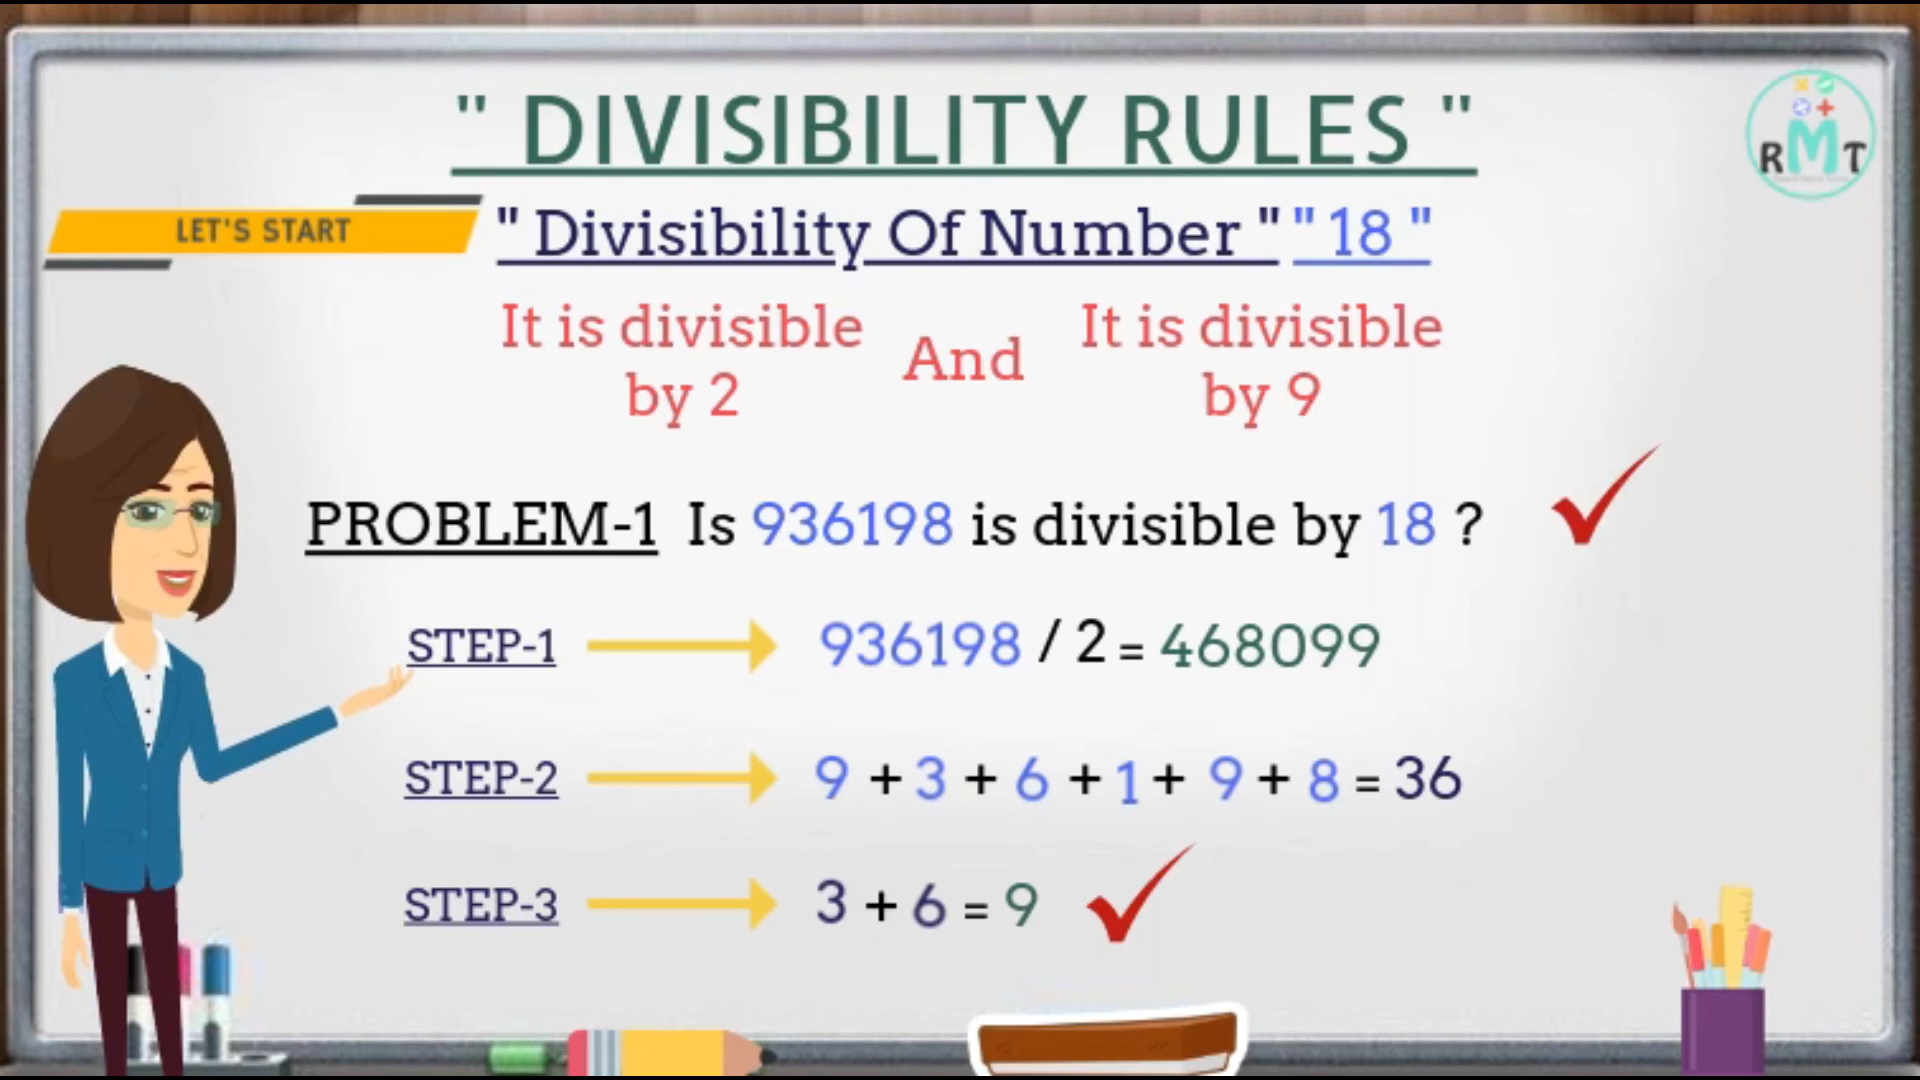 " DIVISIBILITY RULES "
RMT
LET'S START
" Divisibility Of Number " " 18 "
It is divisible by 2 And It is divisible by 9
PROBLEM-1 Is 936198 is divisible by 18 ?
STEP-1 936198 / 2 = 468099
STEP-2 9 + 3 + 6 + 1 + 9 + 8 = 36
STEP-3 3 + 6 = 9